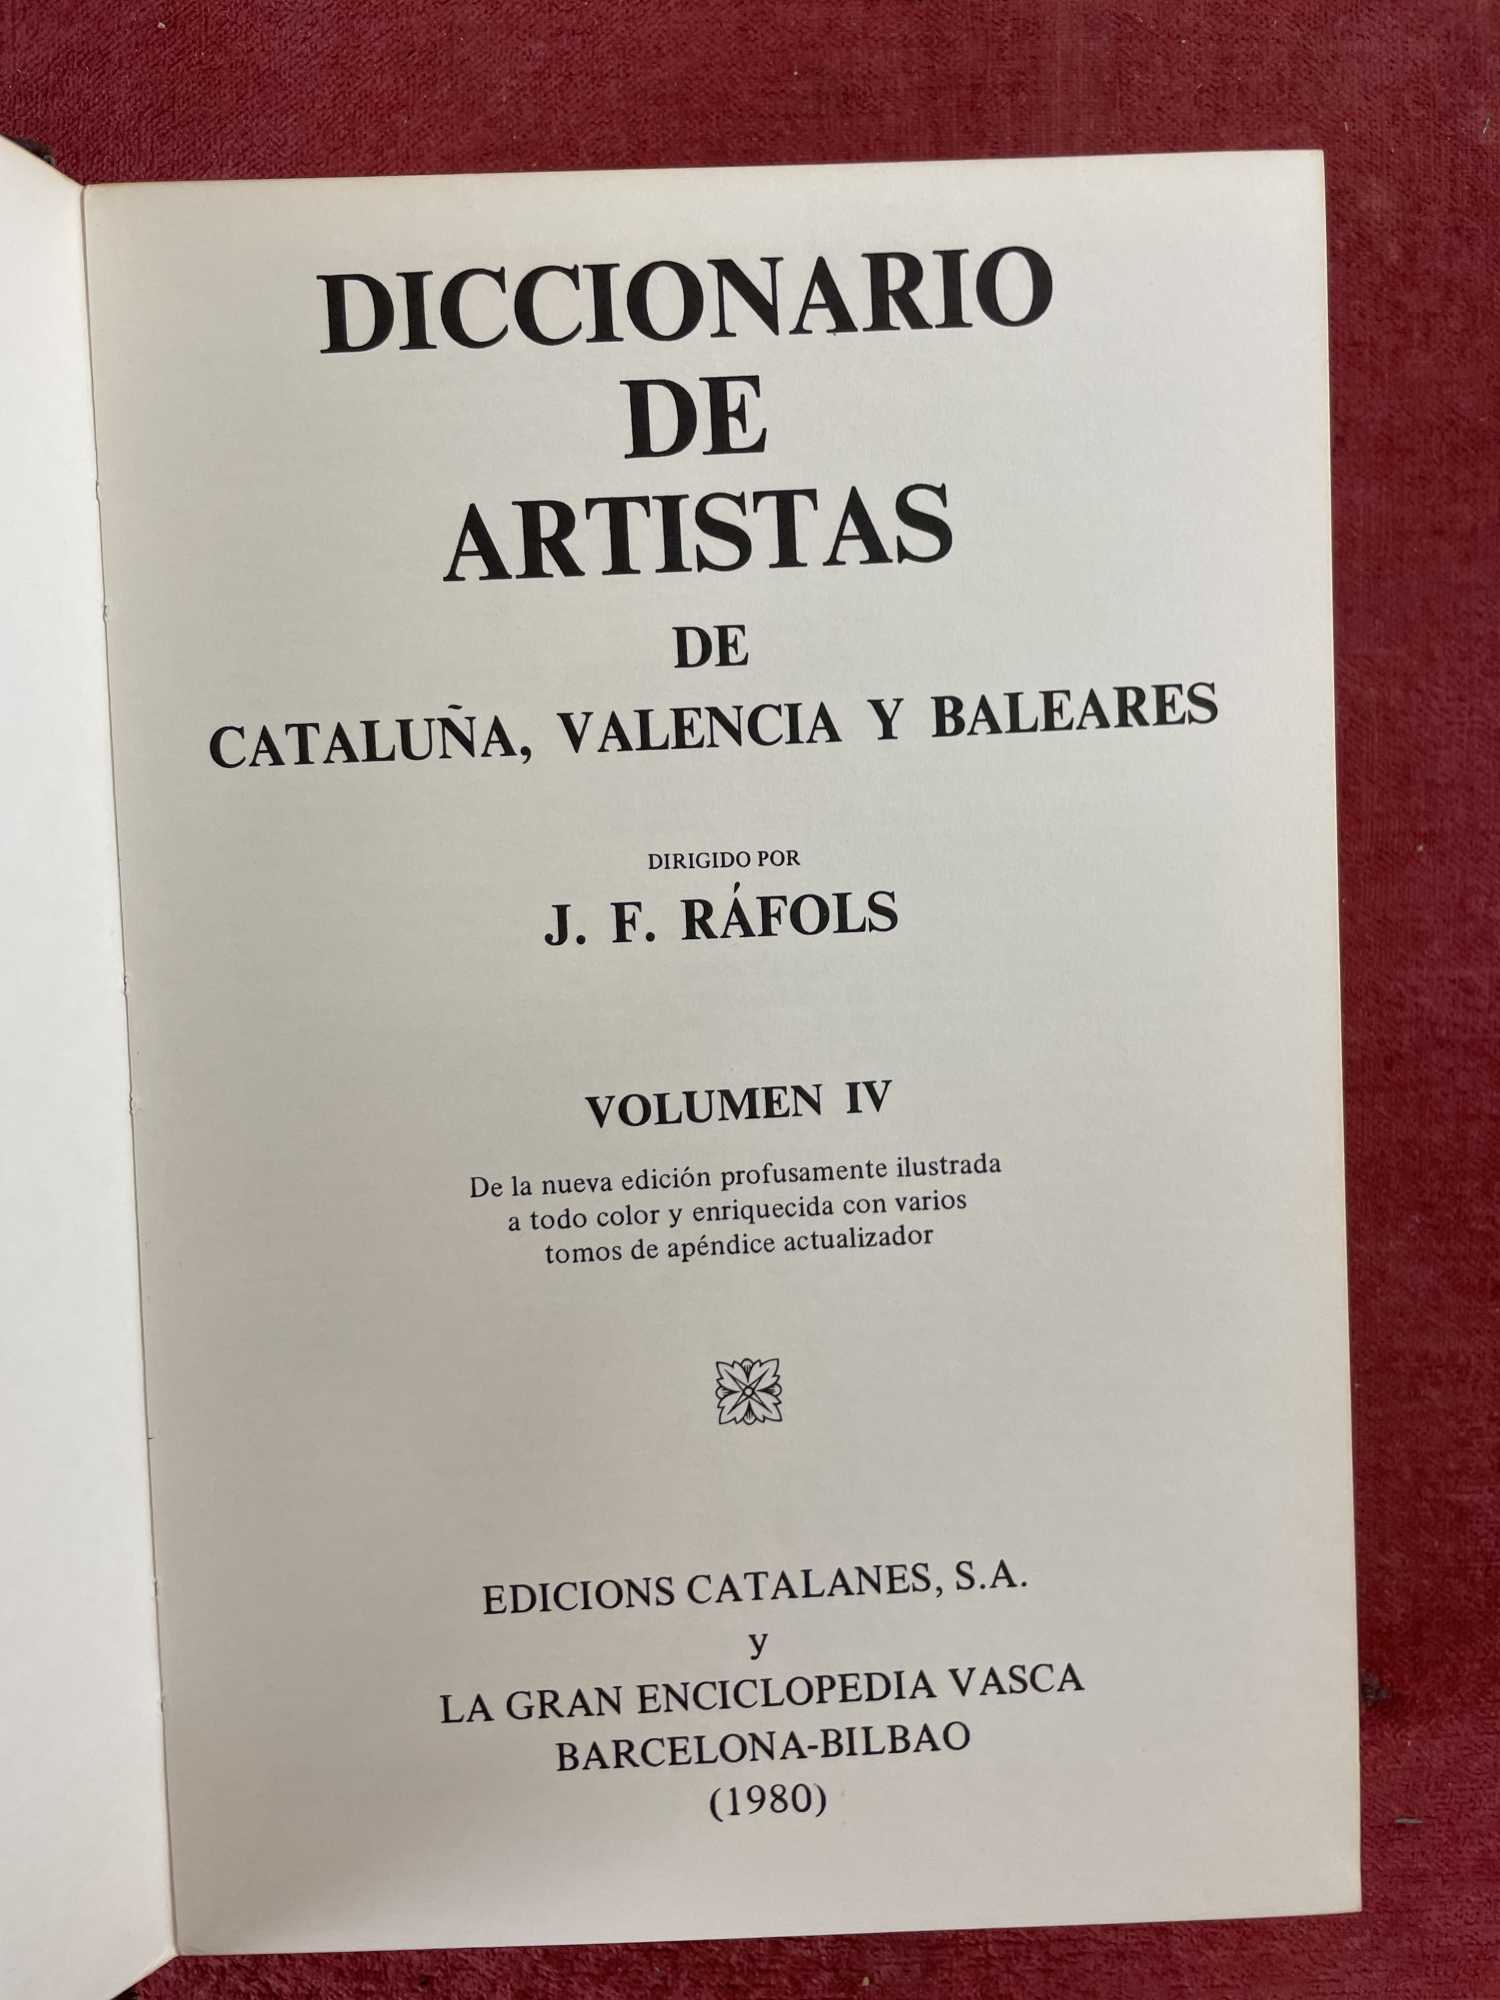 DICCIONARIO
DE
ARTISTAS
DE
CATALUÑA, VALENCIA Y BALEARES
DIRIGIDO POR
J. F. RÁFOLS
VOLUMEN IV
De la nueva edición profusamente ilustrada
a todo color y enriquecida con varios
tomos de apéndice actualizador
EDICIONS CATALANES, S.A.
y
LA GRAN ENCICLOPEDIA VASCA
BARCELONA-BILBAO
(1980)